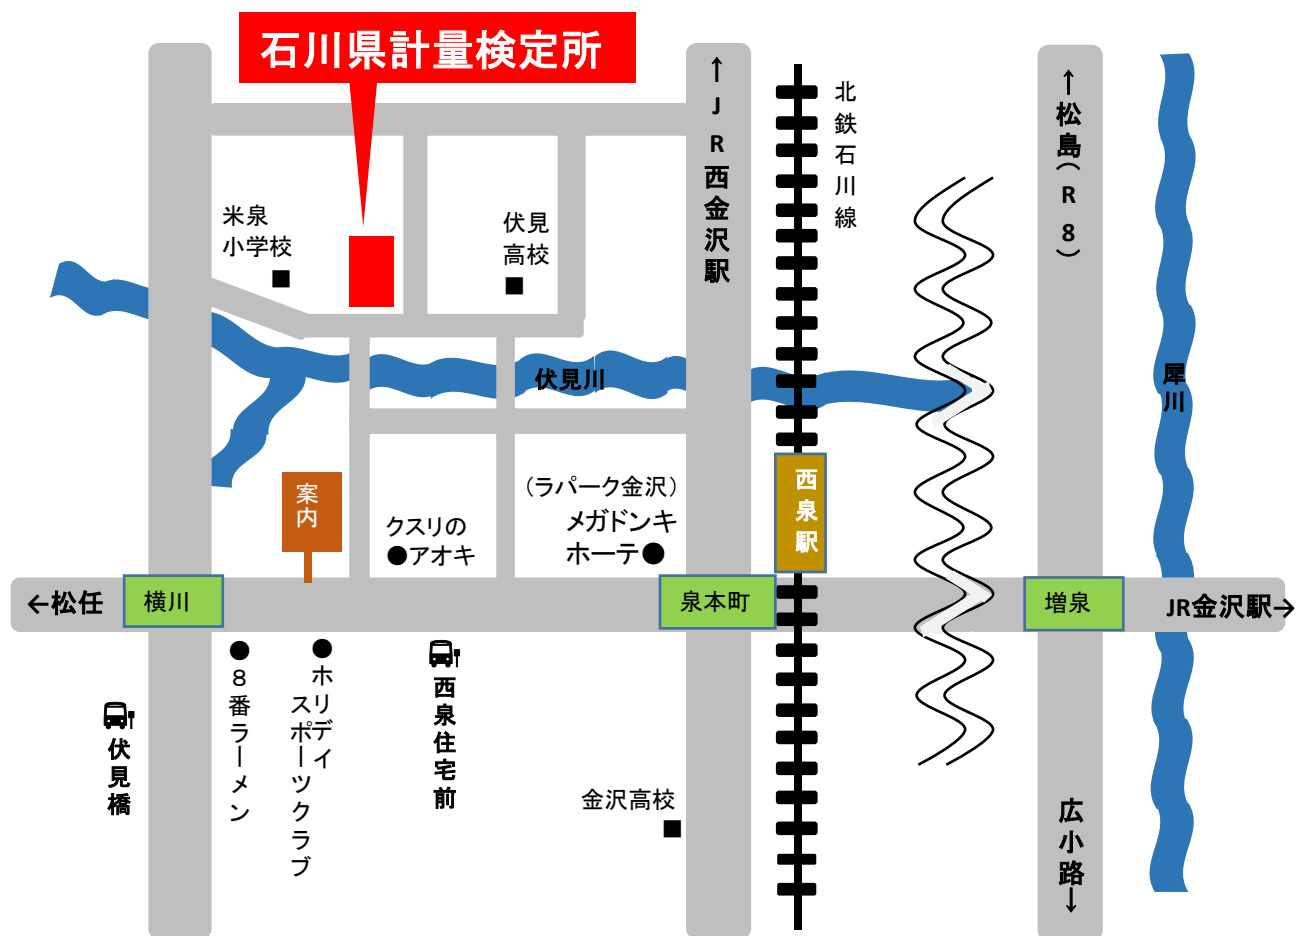 石川県計量検定所
↑JR西金沢駅
北鉄石川線
↑松島(R8)
米泉
小学校
伏見
高校
伏見川
犀川
案内
クスリの
●アオキ
(ラパーク金沢)
メガドンキ
ホーテ●
西泉駅
←松任
横川
泉本町
増泉
JR金沢駅→
8番ラーメン
ホリデイ
スポーツクラブ
西泉住宅前
伏見橋
金沢高校
広小路↓